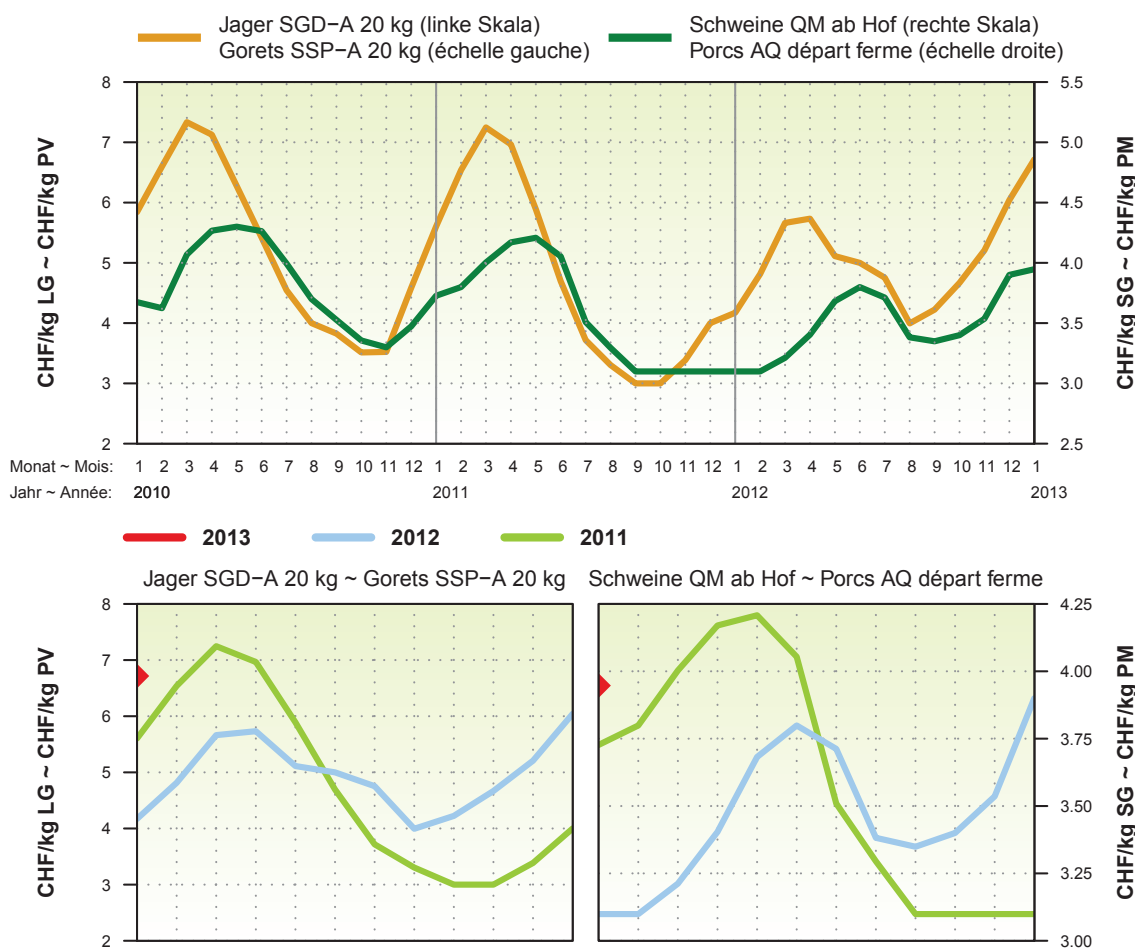 Jager SGD−A 20 kg (linke Skala)
Gorets SSP−A 20 kg (échelle gauche)
Schweine QM ab Hof (rechte Skala)
Porcs AQ départ ferme (échelle droite)
CHF/kg LG ~ CHF/kg PV
8
7
6
5
4
3
2
5.5
5.0
4.5
4.0
3.5
3.0
2.5
CHF/kg SG ~ CHF/kg PM
Monat ~ Mois: 1 2 3 4 5 6 7 8 9 10 11 12 1 2 3 4 5 6 7 8 9 10 11 12 1 2 3 4 5 6 7 8 9 10 11 12 1
Jahr ~ Année: 2010 2011 2012 2013
2013 2012 2011
Jager SGD−A 20 kg ~ Gorets SSP−A 20 kg
Schweine QM ab Hof ~ Porcs AQ départ ferme
CHF/kg LG ~ CHF/kg PV
8
7
6
5
4
3
2
4.25
4.00
3.75
3.50
3.25
3.00
CHF/kg SG ~ CHF/kg PM